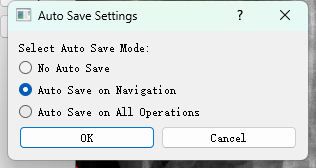 Auto Save Settings
Select Auto Save Mode:
No Auto Save
Auto Save on Navigation
Auto Save on All Operations
OK
Cancel